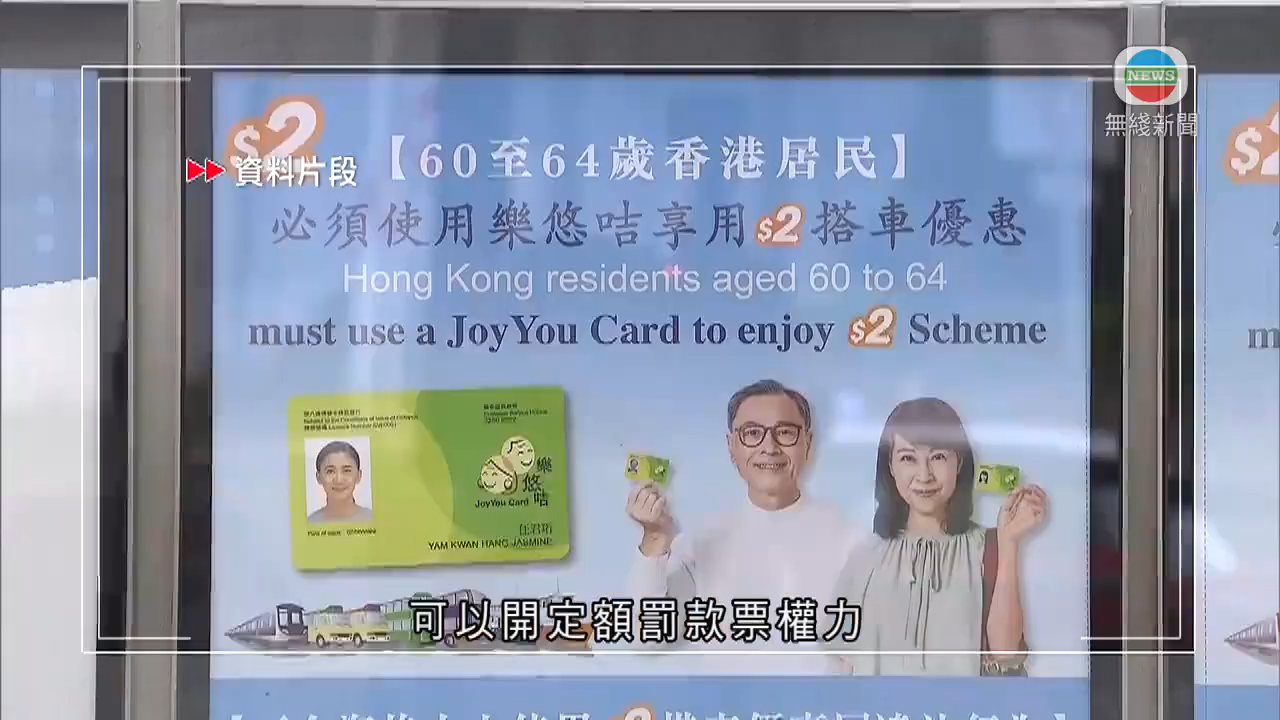 NEWS
無綫新聞
$2
資料片段
【60至64歲香港居民】
必須使用樂悠咭享用$2搭車優惠
Hong Kong residents aged 60 to 64
must use a JoyYou Card to enjoy $2 Scheme
樂悠咭
JoyYou Card
YAM KWAN HANG JASMINE
可以開定額罰款票權力